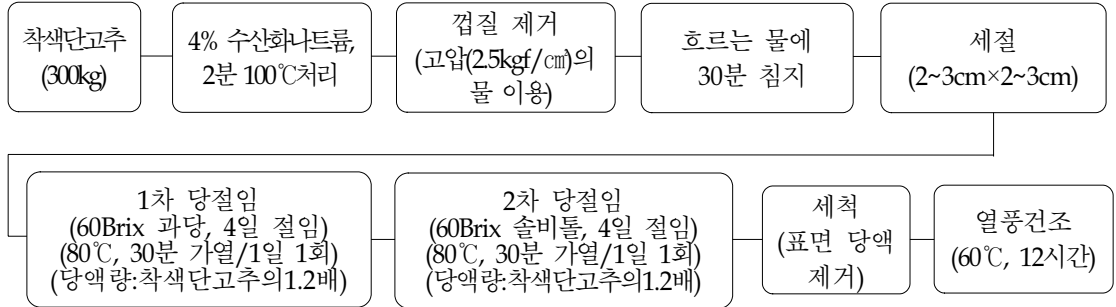 착색단고추
(300kg)
4% 수산화나트륨,
2분 100℃처리
껍질 제거
(고압(2.5kgf/㎠)의
물 이용)
흐르는 물에
30분 침지
세절
(2~3cm×2~3cm)
1차 당절임
(60Brix 과당, 4일 절임)
(80℃, 30분 가열/1일 1회)
(당액량:착색단고추의1.2배)
2차 당절임
(60Brix 솔비톨, 4일 절임)
(80℃, 30분 가열/1일 1회)
(당액량:착색단고추의1.2배)
세척
(표면 당액
제거)
열풍건조
(60℃, 12시간)